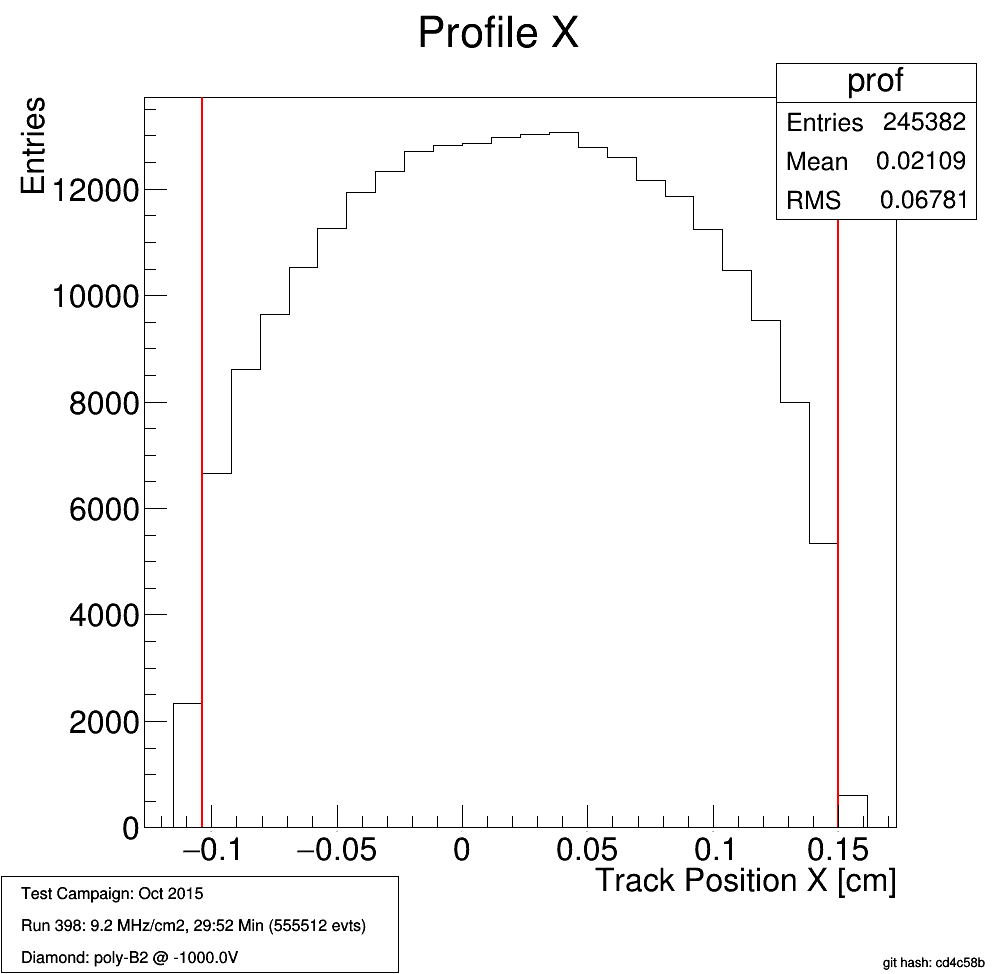 Profile X
prof
Entries 245382
Mean 0.02109
RMS 0.06781
Entries
12000
10000
8000
6000
4000
2000
0
−0.1 −0.05 0 0.05 0.1 0.15
Track Position X [cm]
Test Campaign: Oct 2015
Run 398: 9.2 MHz/cm2, 29:52 Min (555512 evts)
Diamond: poly-B2 @ -1000.0V
git hash: cd4c58b